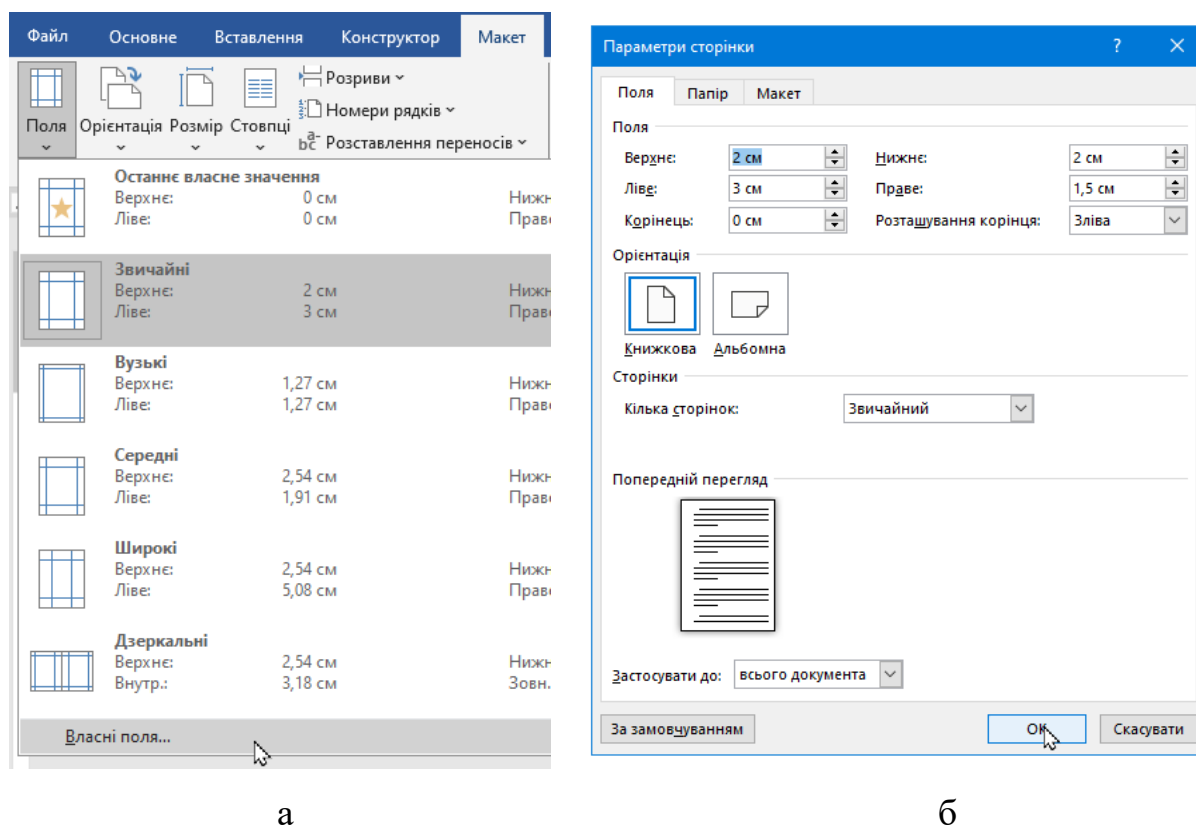 Файл Основне Вставлення Конструктор Макет
Розриви
Номери рядків
Поля Орієнтація Розмір Стовпці
Розставлення переносів
Останнє власне значення
Верхнє: 0 см Нижн
Ліве: 0 см Праве
Звичайні
Верхнє: 2 см Нижн
Ліве: 3 см Праве
Вузькі
Верхнє: 1,27 см Нижн
Ліве: 1,27 см Праве
Середні
Верхнє: 2,54 см Нижн
Ліве: 1,91 см Праве
Широкі
Верхнє: 2,54 см Нижн
Ліве: 5,08 см Праве
Дзеркальні
Верхнє: 2,54 см Нижн
Внутр.: 3,18 см Зовн.
Власні поля...
а
Параметри сторінки ?
Поля Папір Макет
Поля
Верхнє: 2 см Нижнє: 2 см
Ліве: 3 см Праве: 1,5 см
Корінець: 0 см Розташування корінця: Зліва
Орієнтація
Книжкова Альбомна
Сторінки
Кілька сторінок: Звичайний
Попередній перегляд
Застосувати до: всього документа
За замовчуванням ОК Скасувати
б